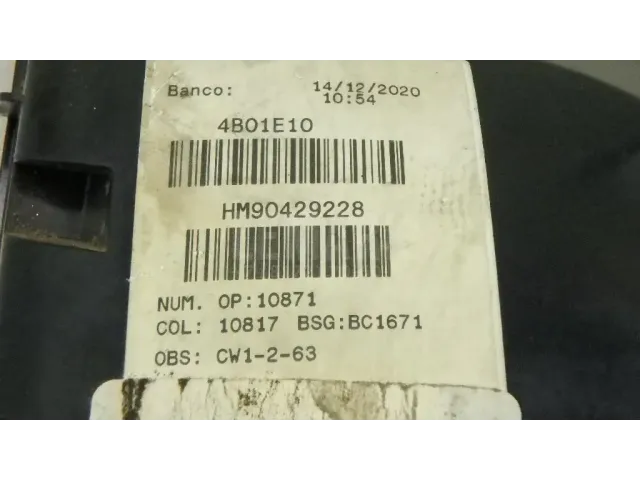 Banco: 14/12/2020
10:54
4B01E10
HM90429228
NUM. OP:10871
COL: 10817 BSG:BC1671
OBS: CW1-2-63